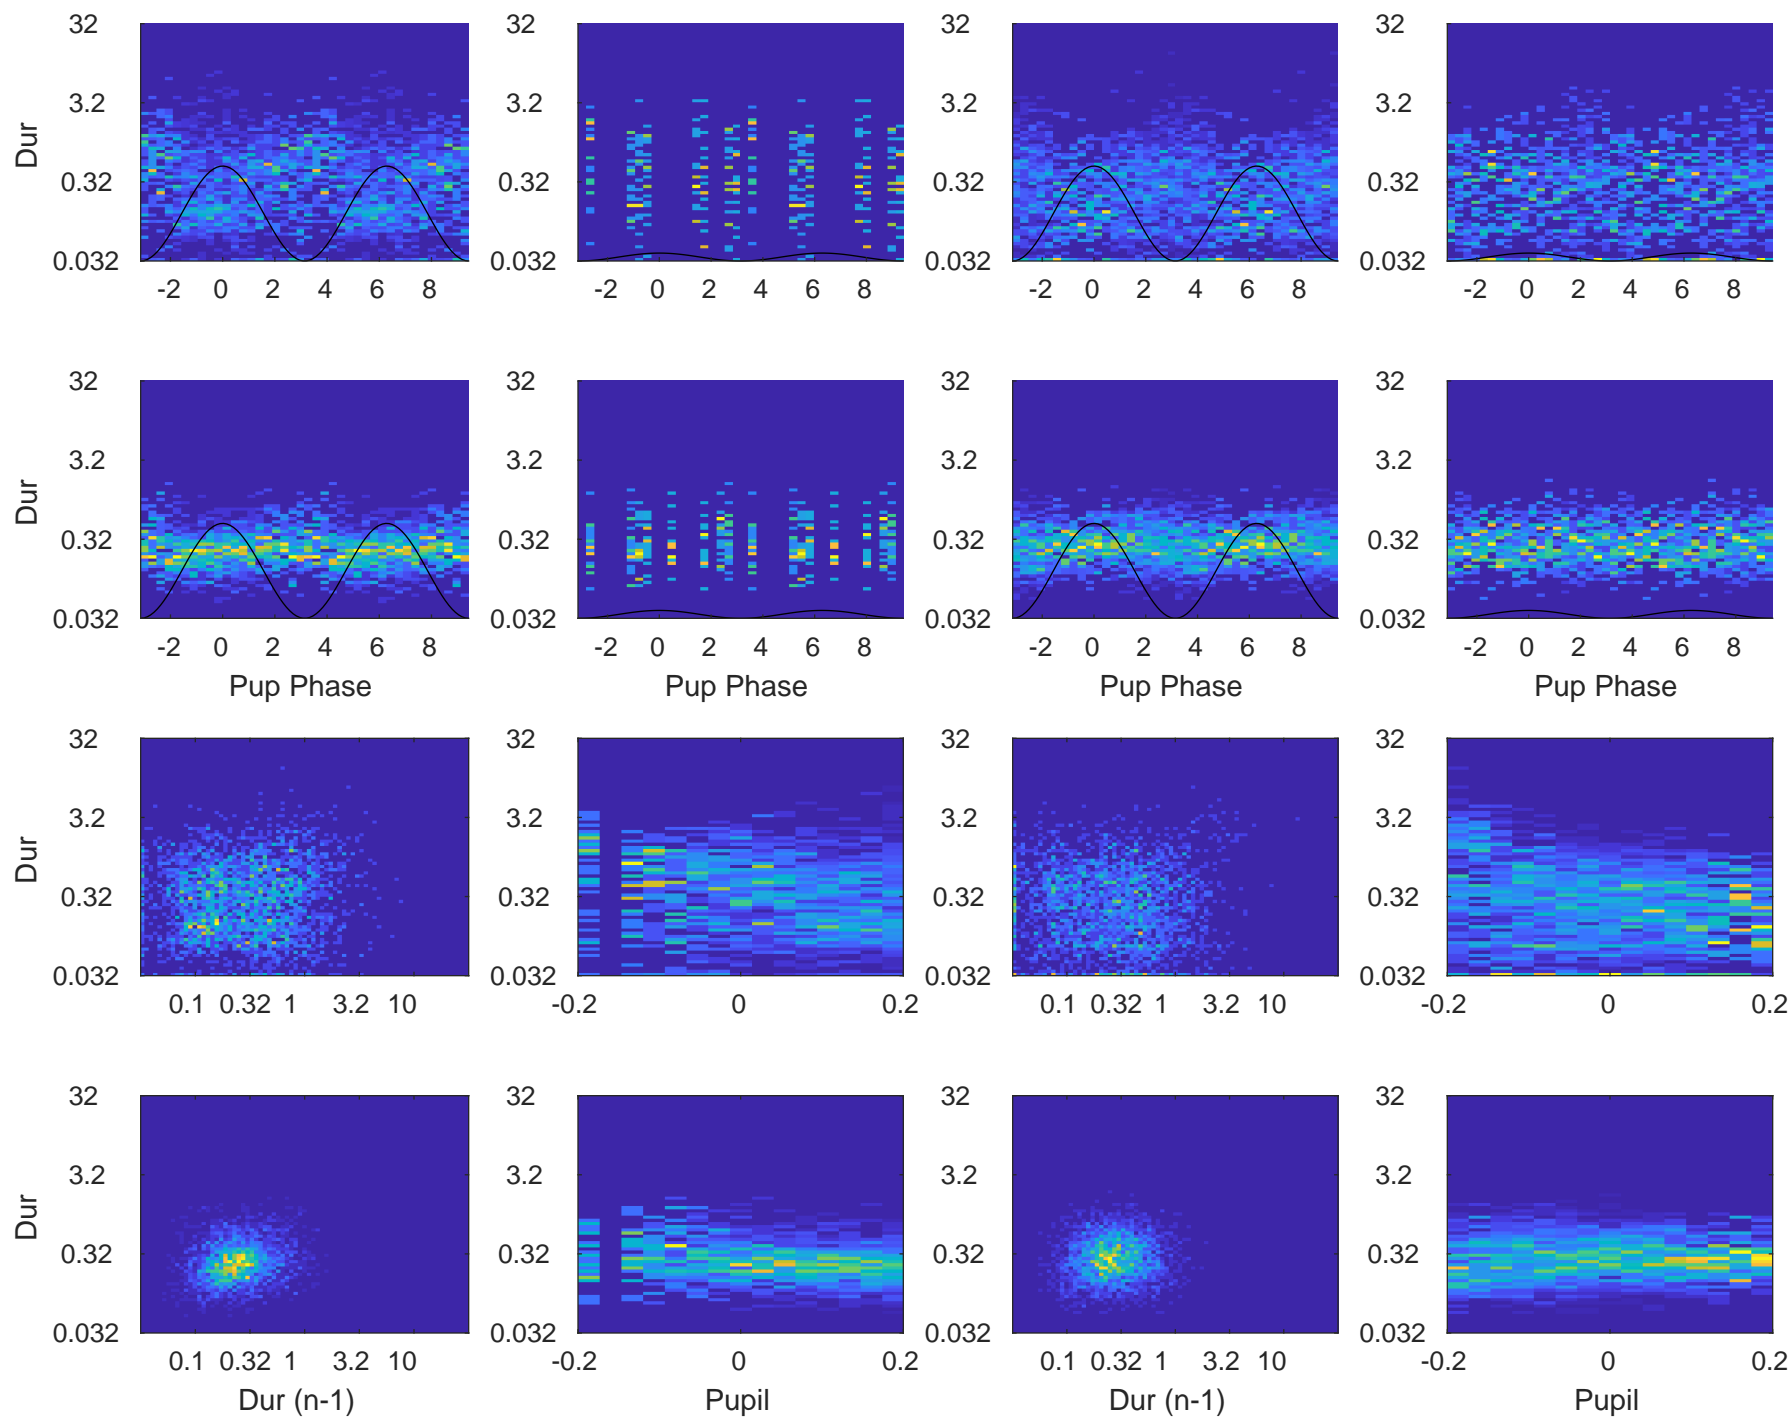 32 32 32 32
3.2 3.2 3.2 3.2
Dur
0.32 0.32 0.32 0.32
0.032 0.032 0.032 0.032
-2 0 2 4 6 8 -2 0 2 4 6 8 -2 0 2 4 6 8 -2 0 2 4 6 8
32 32 32 32
3.2 3.2 3.2 3.2
Dur
0.32 0.32 0.32 0.32
0.032 0.032 0.032 0.032
-2 0 2 4 6 8 -2 0 2 4 6 8 -2 0 2 4 6 8 -2 0 2 4 6 8
Pup Phase Pup Phase Pup Phase Pup Phase
32 32 32 32
3.2 3.2 3.2 3.2
Dur
0.32 0.32 0.32 0.32
0.032 0.032 0.032 0.032
0.1 0.32 1 3.2 10 -0.2 0 0.2 0.1 0.32 1 3.2 10 -0.2 0 0.2
32 32 32 32
3.2 3.2 3.2 3.2
Dur
0.32 0.32 0.32 0.32
0.032 0.032 0.032 0.032
0.1 0.32 1 3.2 10 -0.2 0 0.2 0.1 0.32 1 3.2 10 -0.2 0 0.2
Dur (n-1) Pupil Dur (n-1) Pupil